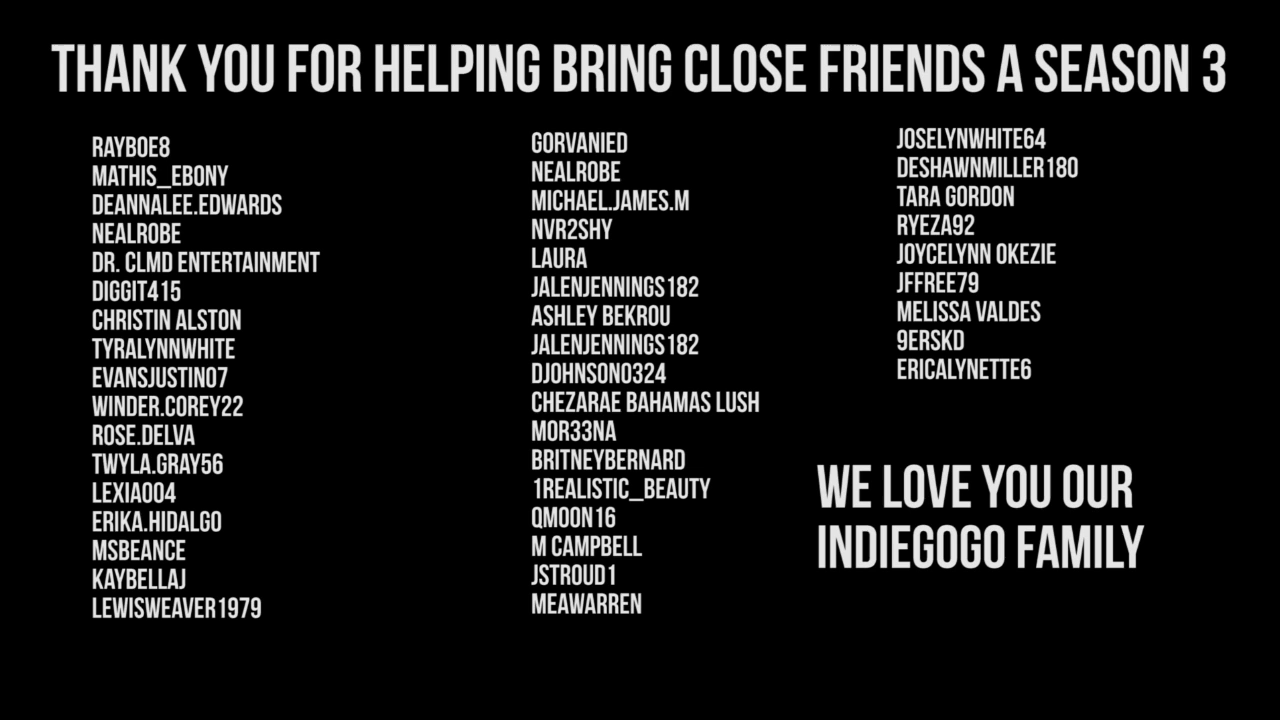 THANK YOU FOR HELPING BRING CLOSE FRIENDS A SEASON 3
RAYBOE8
MATHIS_EBONY
DEANNALEE.EDWARDS
NEALROBE
DR. CLMD ENTERTAINMENT
DIGGIT415
CHRISTIN ALSTON
TYRALYNNWHITE
EVANSJUSTIN07
WINDER.COREY22
ROSE.DELVA
TWYLA.GRAY56
LEXIA004
ERIKA.HIDALGO
MSBEANCE
KAYBELLAJ
LEWISWEAVER1979
GORVANIED
NEALROBE
MICHAEL.JAMES.M
NVR2SHY
LAURA
JALENJENNINGS182
ASHLEY BEKROU
JALENJENNINGS182
DJOHNSON0324
CHEZARAE BAHAMAS LUSH
MOR33NA
BRITNEYBERNARD
1REALISTIC_BEAUTY
QMOON16
M CAMPBELL
JSTROUD1
MEAWARREN
JOSELYNWHITE64
DESHAWNMILLER180
TARA GORDON
RYEZA92
JOYCELYNN OKEZIE
JFFREE79
MELISSA VALDES
9ERSKD
ERICALYNETTE6
WE LOVE YOU OUR
INDIEGOGO FAMILY